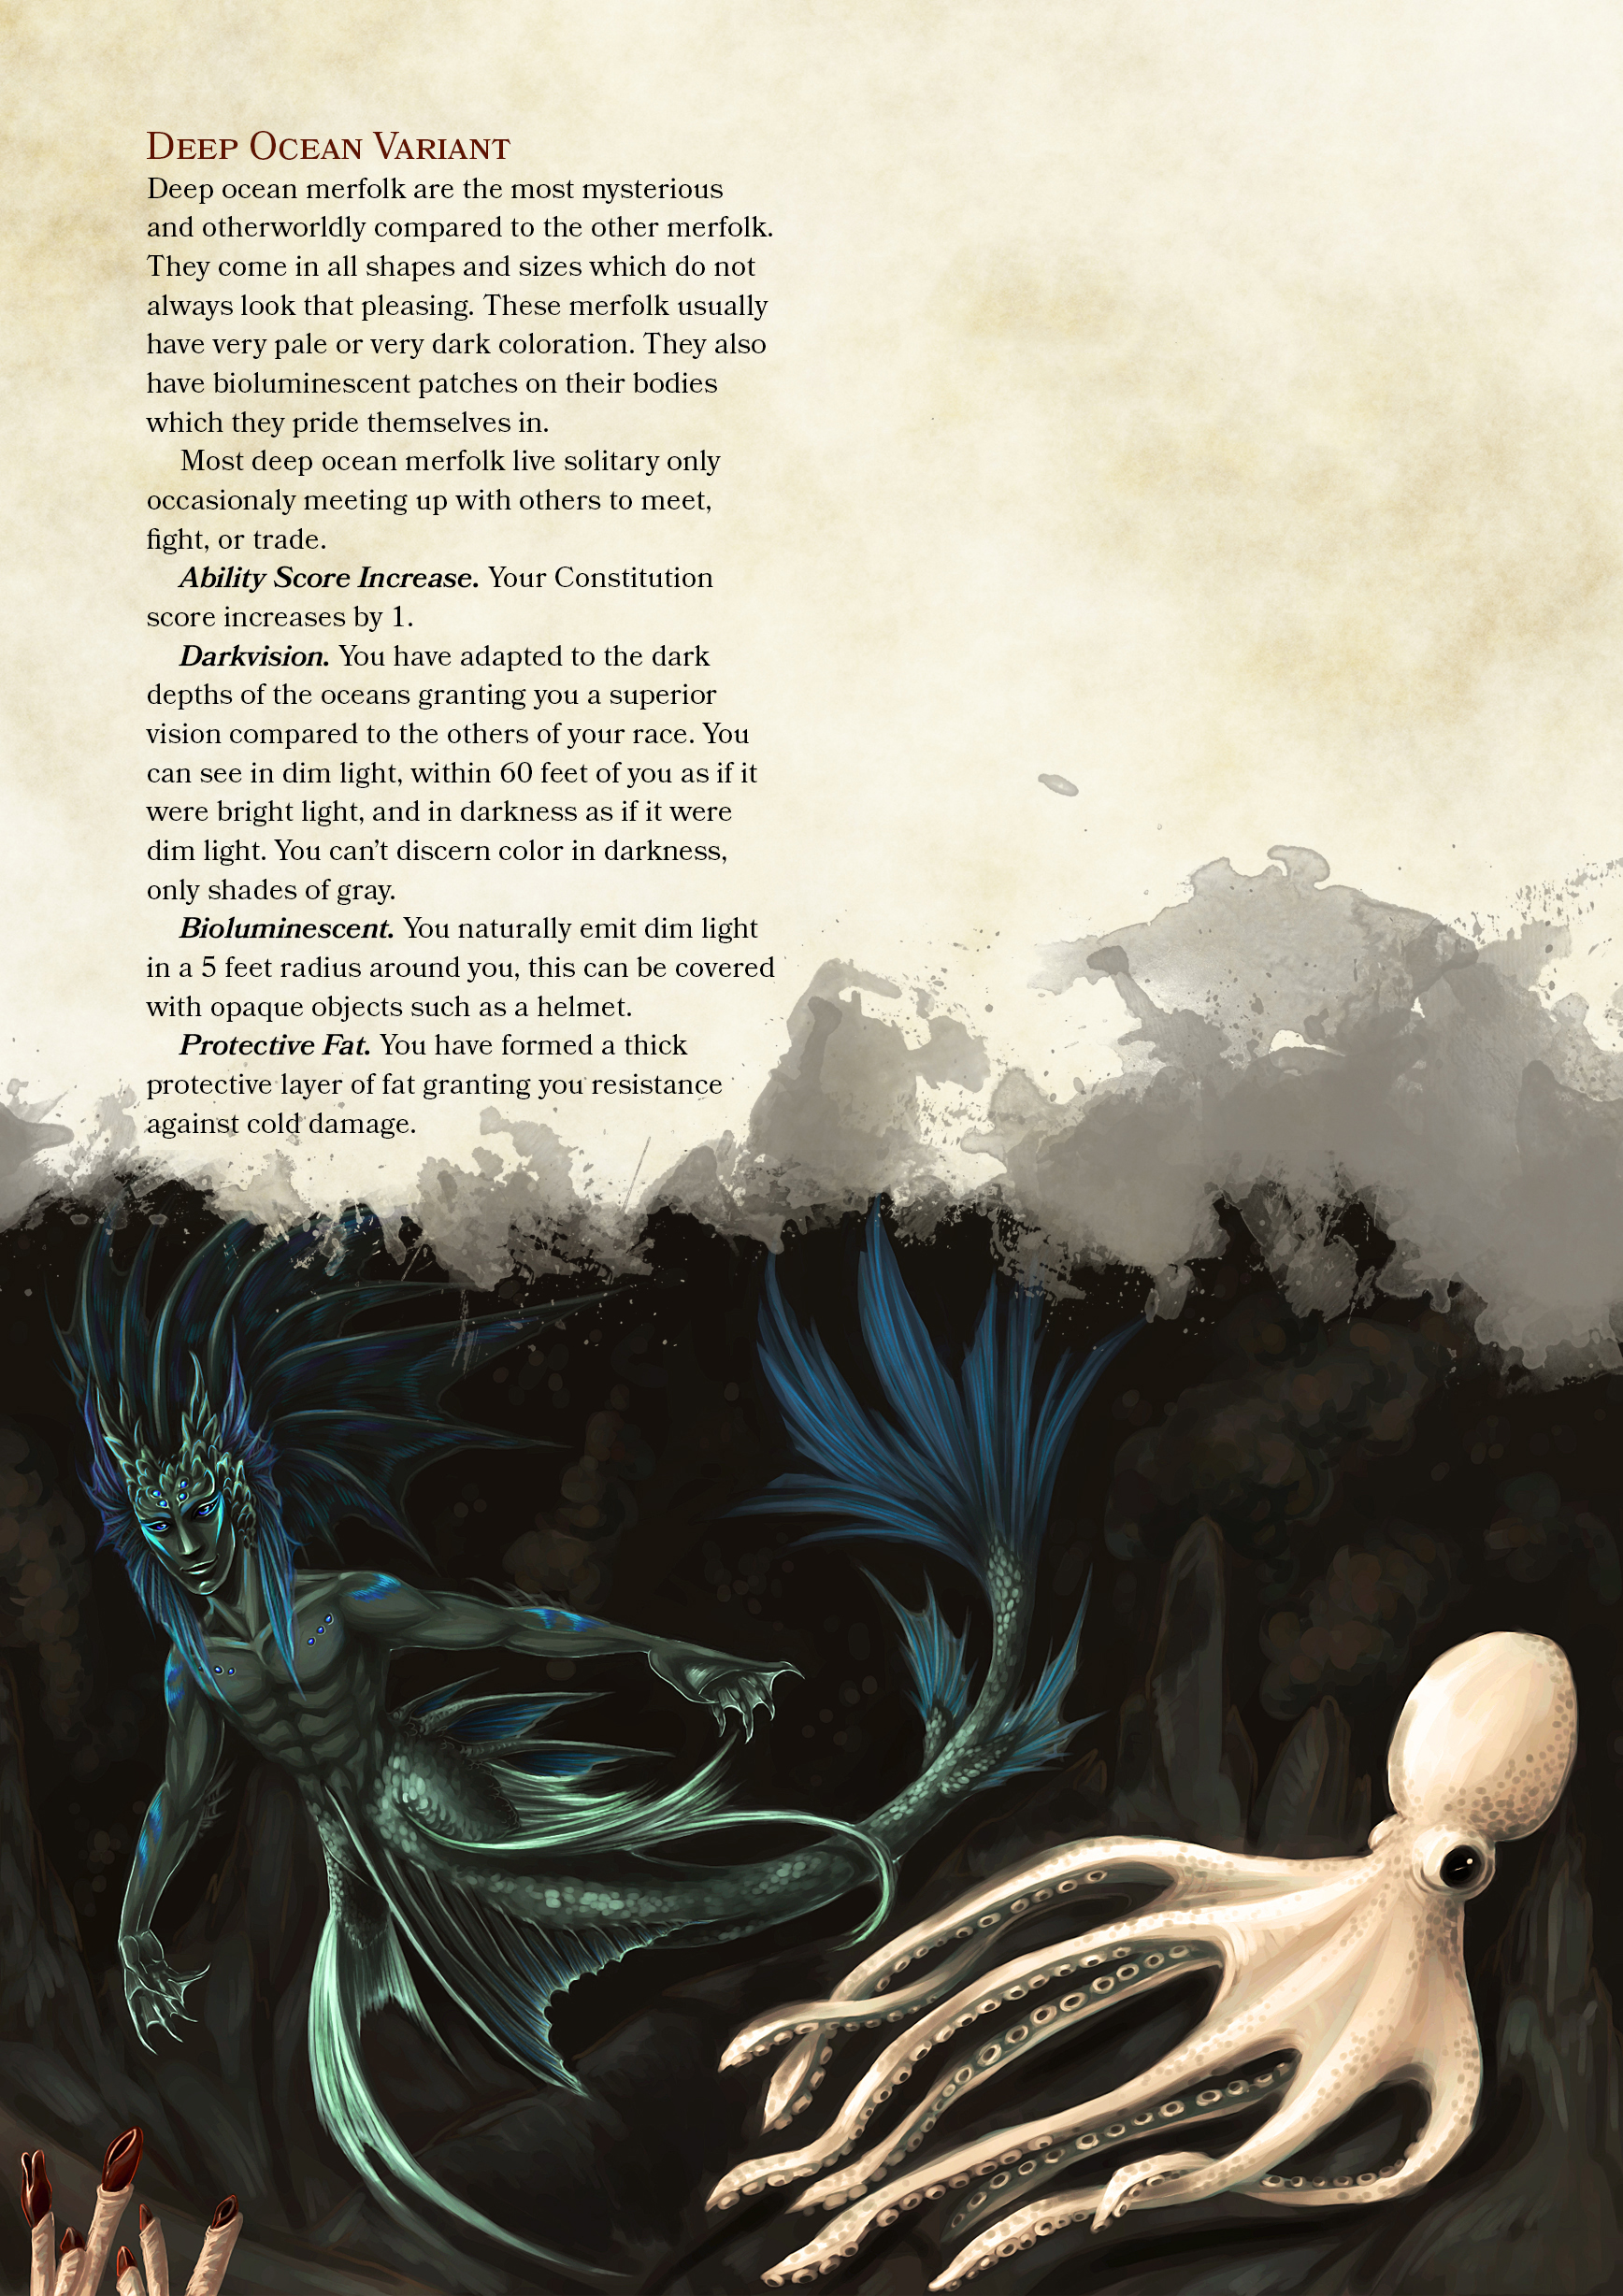 Deep Ocean Variant
Deep ocean merfolk are the most mysterious
and otherworldly compared to the other merfolk.
They come in all shapes and sizes which do not
always look that pleasing. These merfolk usually
have very pale or very dark coloration. They also
have bioluminescent patches on their bodies
which they pride themselves in.
Most deep ocean merfolk live solitary only
occasionaly meeting up with others to meet,
fight, or trade.
Ability Score Increase. Your Constitution
score increases by 1.
Darkvision. You have adapted to the dark
depths of the oceans granting you a superior
vision compared to the others of your race. You
can see in dim light, within 60 feet of you as if it
were bright light, and in darkness as if it were
dim light. You can’t discern color in darkness,
only shades of gray.
Bioluminescent. You naturally emit dim light
in a 5 feet radius around you, this can be covered
with opaque objects such as a helmet.
Protective Fat. You have formed a thick
protective layer of fat granting you resistance
against cold damage.